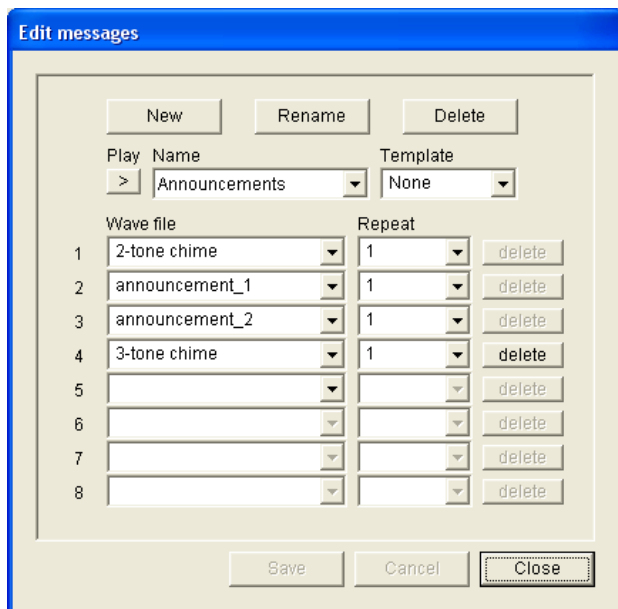 Edit messages
New Rename Delete
Play Name Template
> Announcements None
Wave file Repeat
1 2-tone chime 1 delete
2 announcement_1 1 delete
3 announcement_2 1 delete
4 3-tone chime 1 delete
5 delete
6 delete
7 delete
8 delete
Save Cancel Close